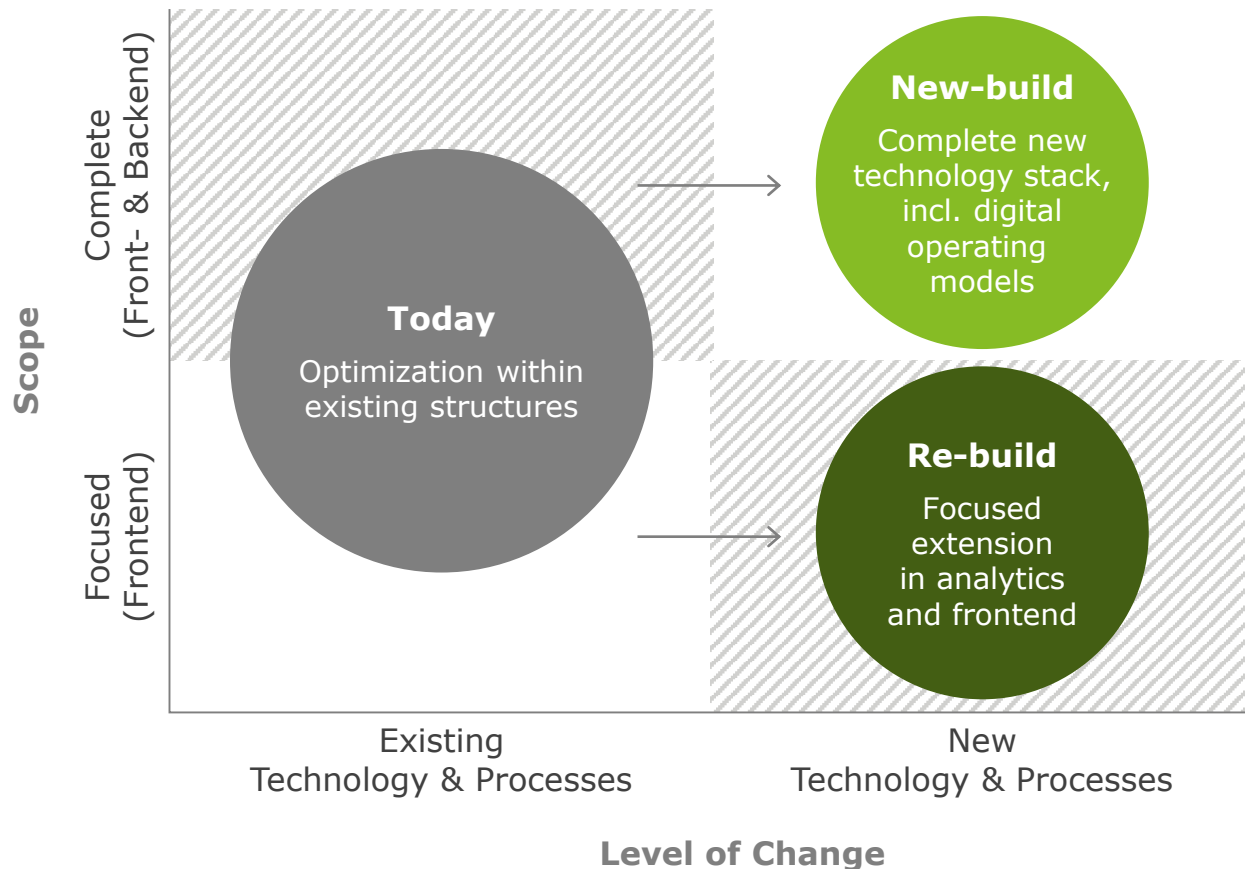 Scope
Complete
(Front- & Backend)
Focused
(Frontend)
Today
Optimization within
existing structures
New-build
Complete new
technology stack,
incl. digital
operating
models
Re-build
Focused
extension
in analytics
and frontend
Existing
Technology & Processes
New
Technology & Processes
Level of Change